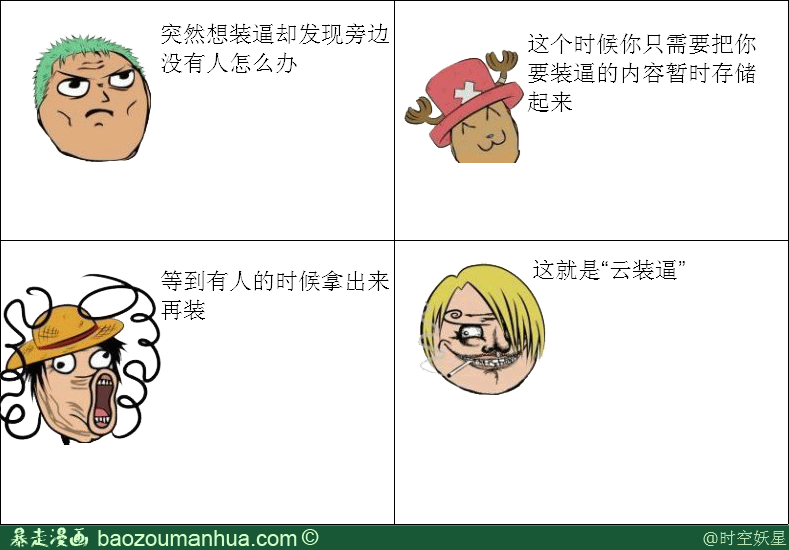 突然想装逼却发现旁边
没有人怎么办
这个时候你只需要把你
要装逼的内容暂时存储
起来
等到有人的时候拿出来
再装
这就是“云装逼”
暴走漫画 baozoumanhua.com ©
@时空妖星